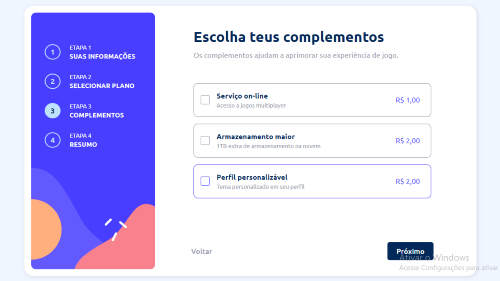 1
ETAPA 1
SUAS INFORMAÇÕES
2
ETAPA 2
SELECIONAR PLANO
3
ETAPA 3
COMPLEMENTOS
4
ETAPA 4
RESUMO
Escolha teus complementos
Os complementos ajudam a aprimorar sua experiência de jogo.
Serviço on-line
Acesso a jogos multiplayer
R$ 1,00
Armazenamento maior
1TB extra de armazenamento na nuvem
R$ 2,00
Perfil personalizável
Tema personalizado em seu perfil
R$ 2,00
Voltar
Próximo
Ativar o Windows
Acesse Configurações para ativar